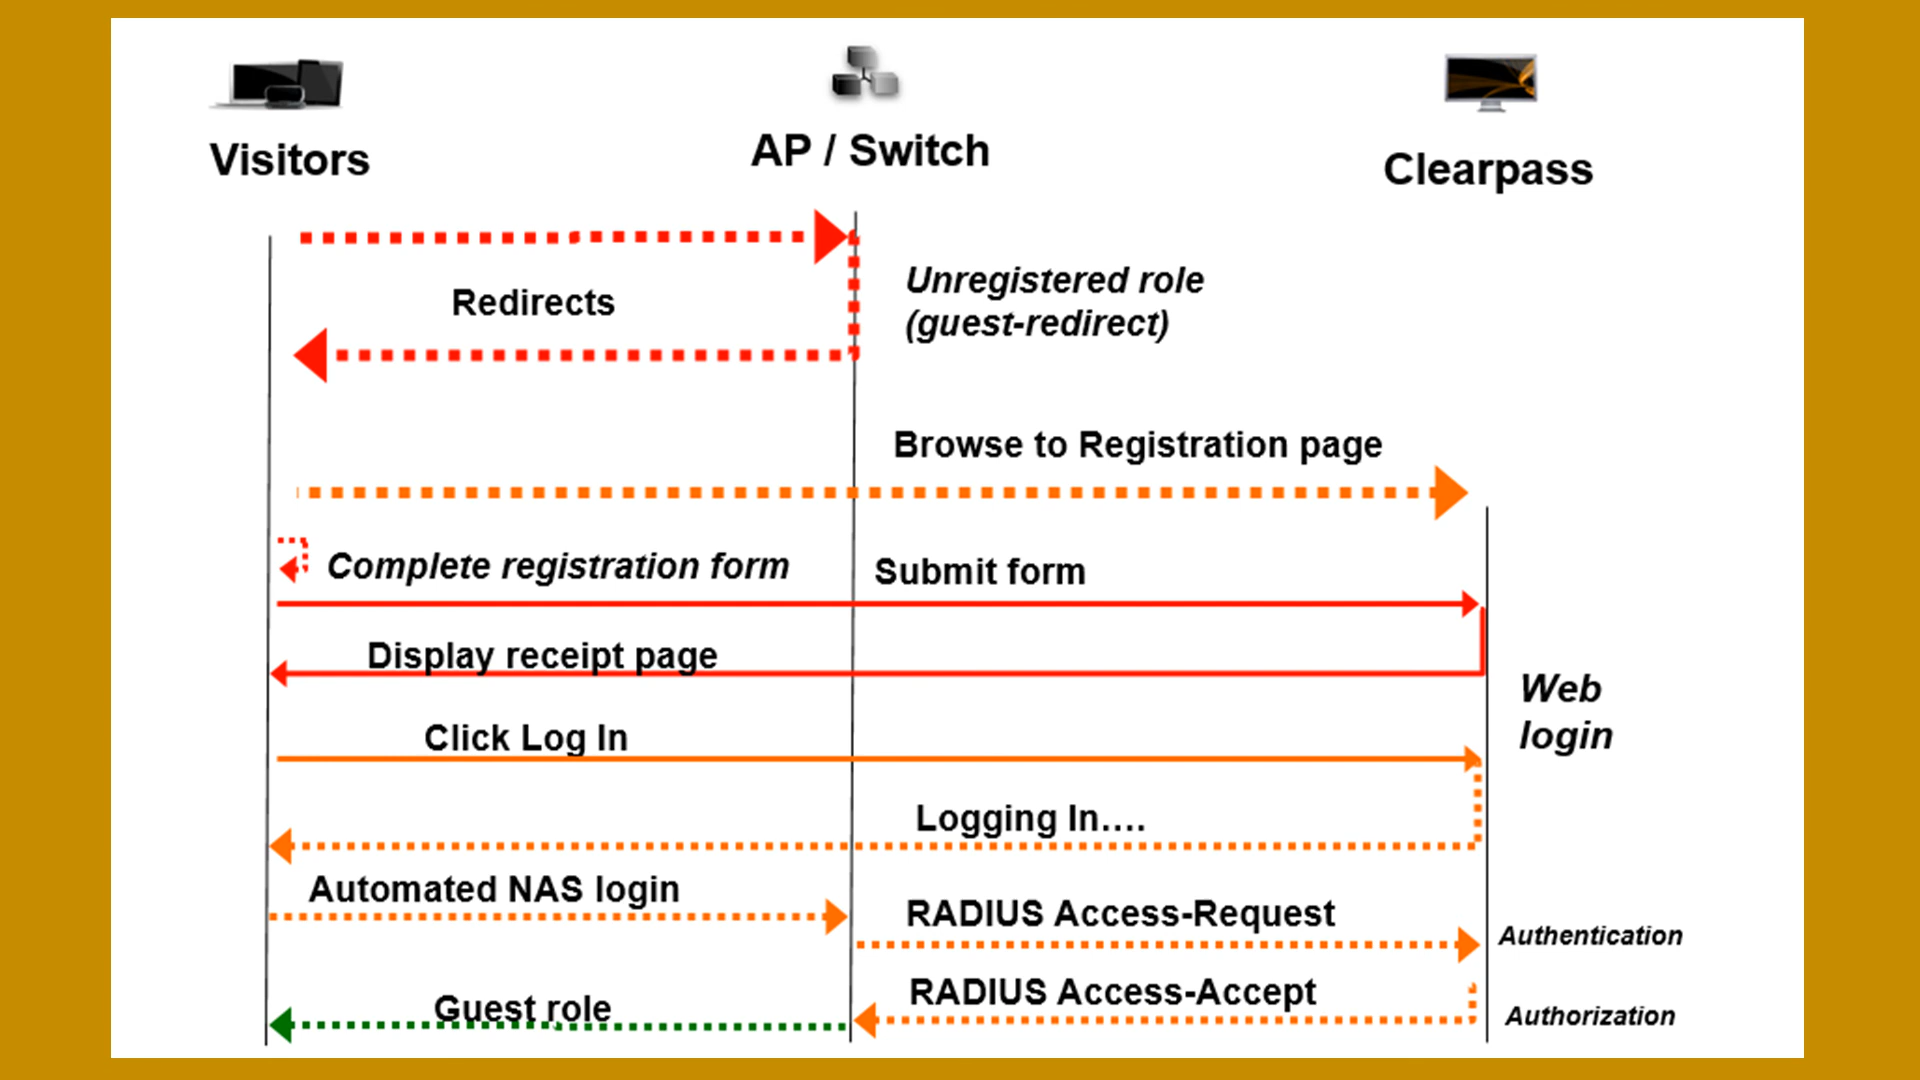 Visitors
AP / Switch
Clearpass
Redirects
Unregistered role
(guest-redirect)
Browse to Registration page
Complete registration form
Submit form
Display receipt page
Web
login
Click Log In
Logging In....
Automated NAS login
RADIUS Access-Request
Authentication
RADIUS Access-Accept
Guest role
Authorization